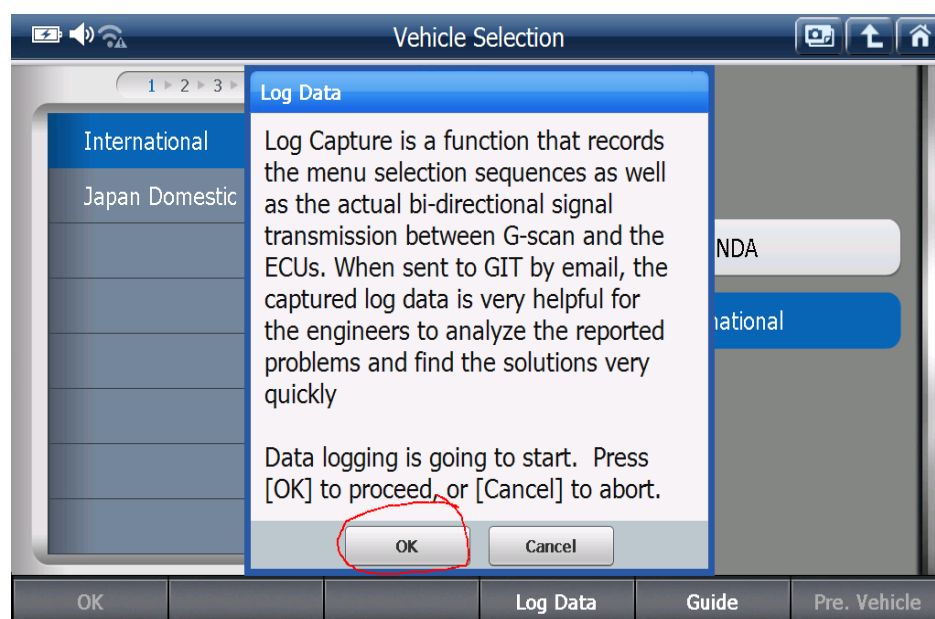 Vehicle Selection
1 2 3
International
Japan Domestic
NDA
national
Log Data
Log Capture is a function that records
the menu selection sequences as well
as the actual bi-directional signal
transmission between G-scan and the
ECUs. When sent to GIT by email, the
captured log data is very helpful for
the engineers to analyze the reported
problems and find the solutions very
quickly
Data logging is going to start. Press
[OK] to proceed, or [Cancel] to abort.
OK Cancel
OK Log Data Guide Pre. Vehicle